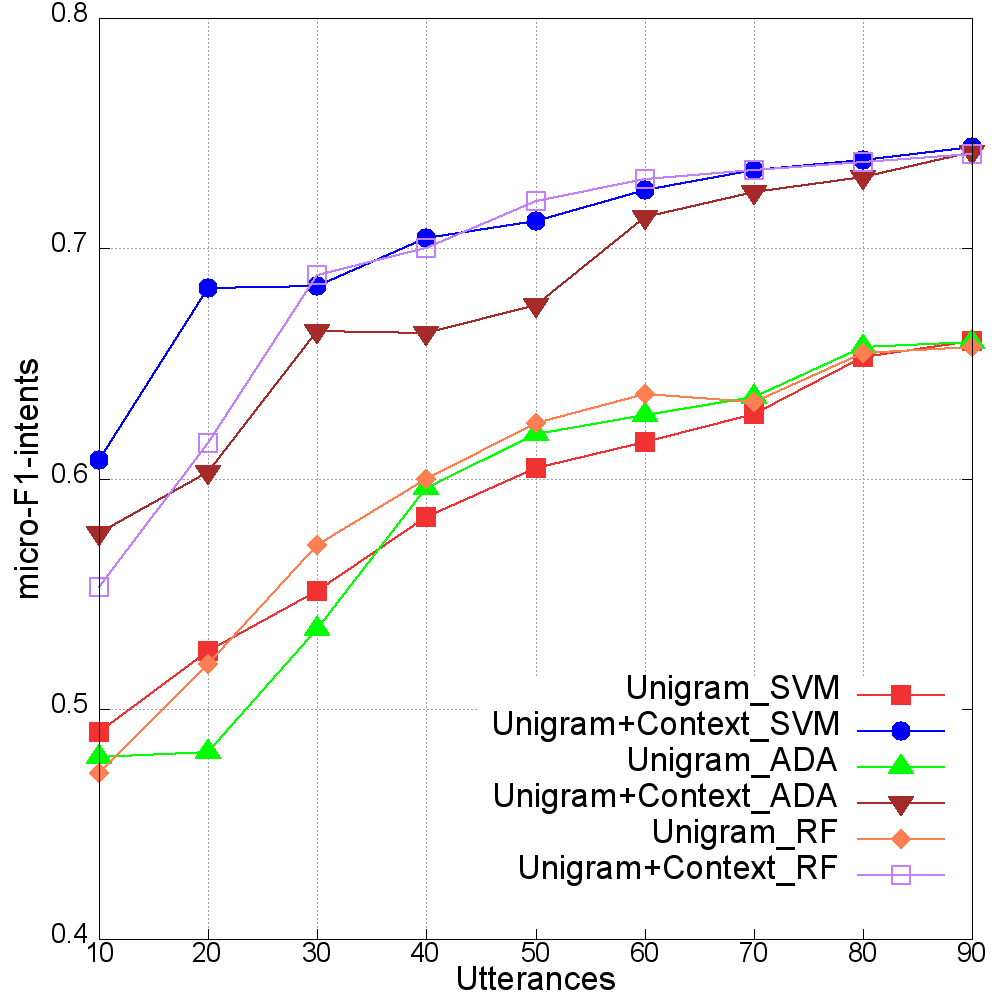 0.8
0.7
0.6
0.5
0.4
micro-F1-intents
Unigram_SVM
Unigram+Context_SVM
Unigram_ADA
Unigram+Context_ADA
Unigram_RF
Unigram+Context_RF
10 20 30 40 50 60 70 80 90
Utterances